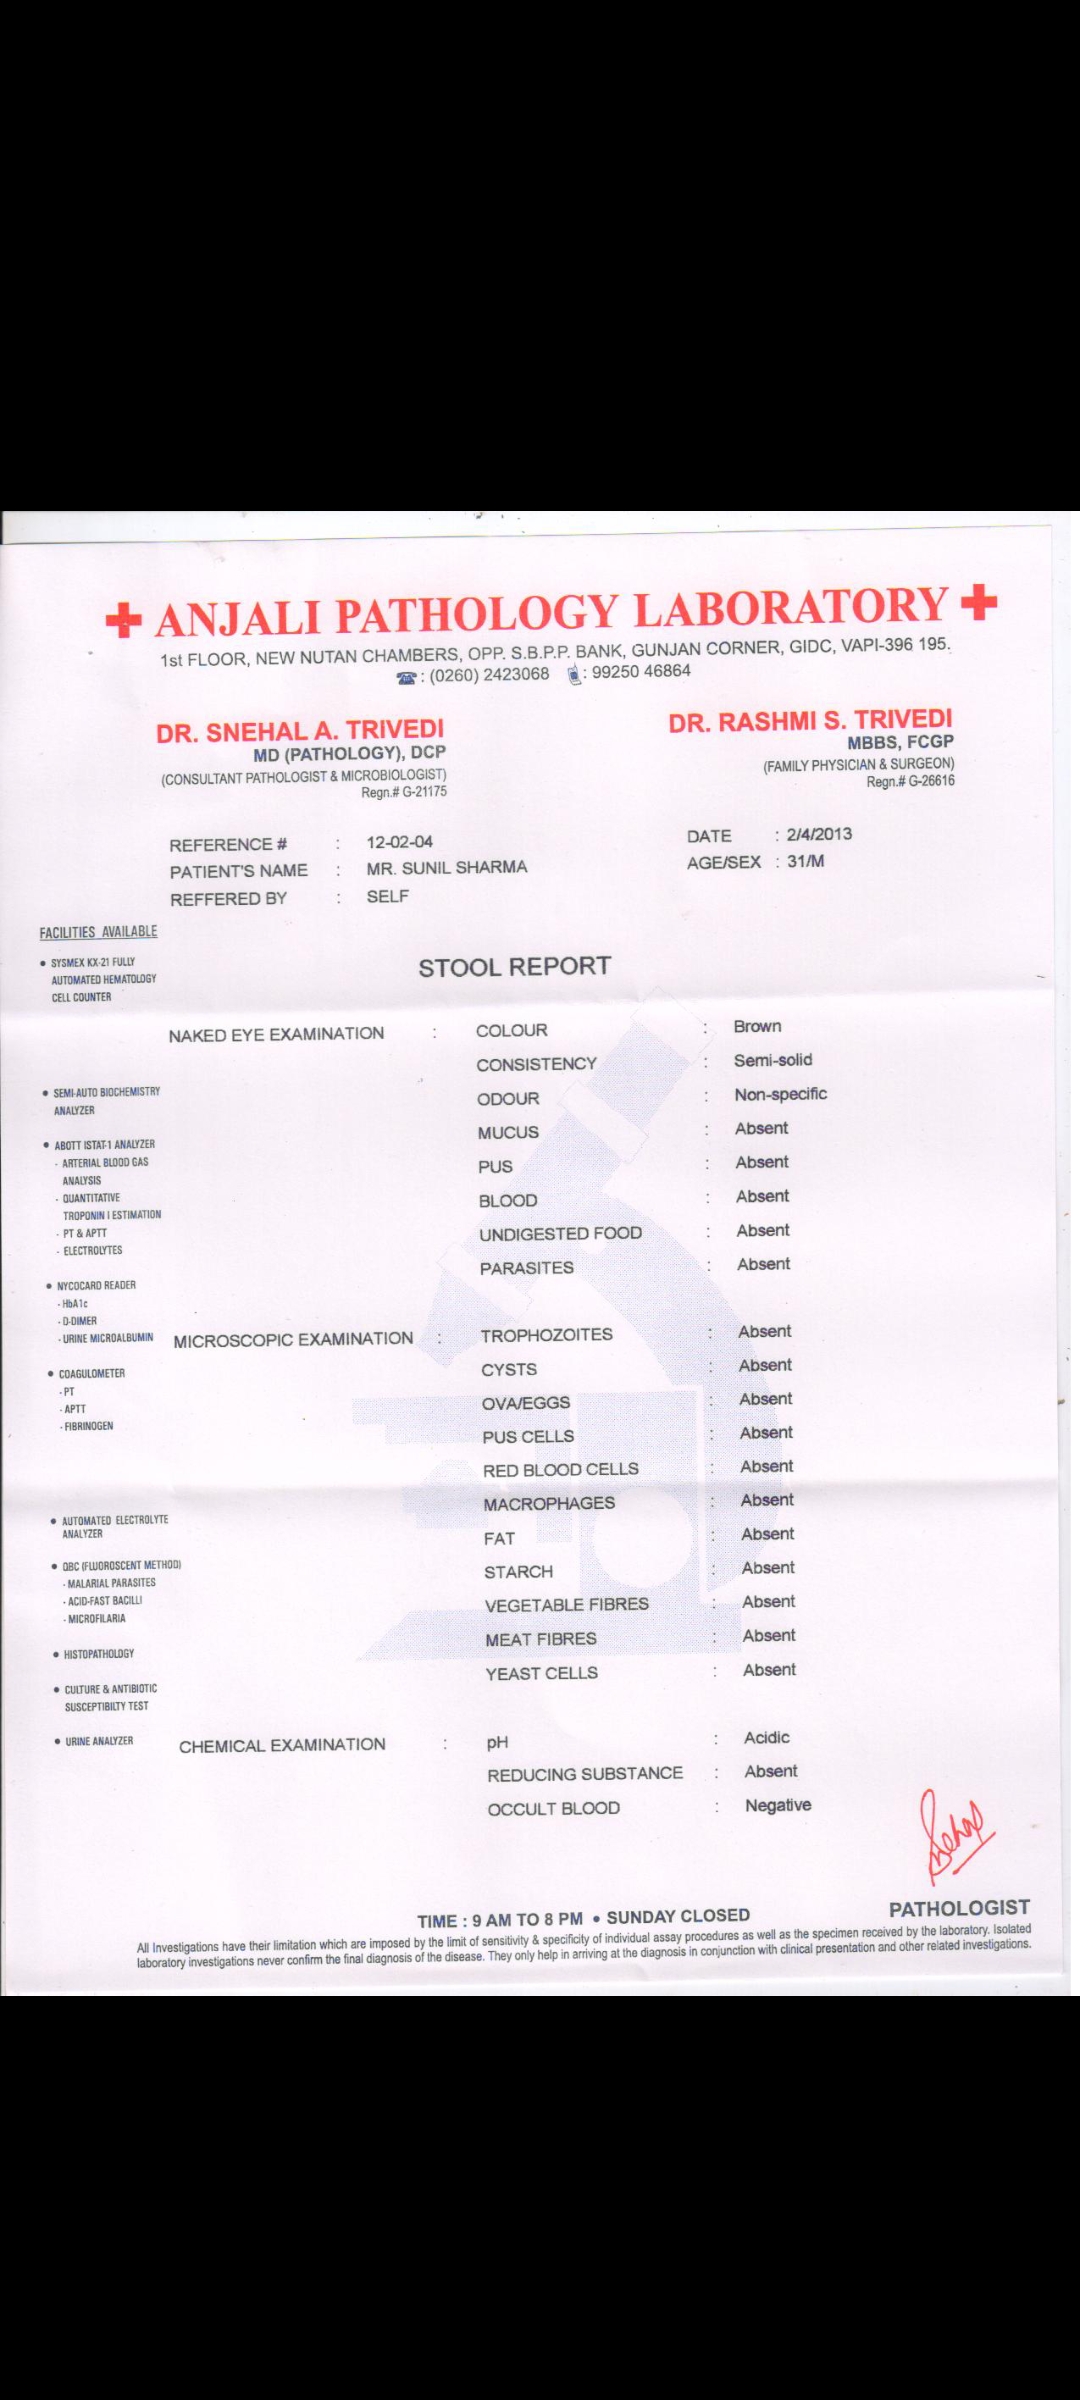 ANJALI PATHOLOGY LABORATORY
1st FLOOR, NEW NUTAN CHAMBERS, OPP. S.B.P.P. BANK, GUNJAN CORNER, GIDC, VAPI-396 195.
: (0260) 2423068 : 99250 46864
DR. SNEHAL A. TRIVEDI
MD (PATHOLOGY), DCP
(CONSULTANT PATHOLOGIST & MICROBIOLOGIST)
Regn.# G-21175
DR. RASHMI S. TRIVEDI
MBBS, FCGP
(FAMILY PHYSICIAN & SURGEON)
Regn.# G-26616
REFERENCE # : 12-02-04
DATE : 2/4/2013
PATIENT'S NAME : MR. SUNIL SHARMA
AGE/SEX : 31/M
REFFERED BY : SELF
FACILITIES AVAILABLE
• SYSMEX KX-21 FULLY
AUTOMATED HEMATOLOGY
CELL COUNTER
• SEMI-AUTO BIOCHEMISTRY
ANALYZER
• ABOTT ISTAT-1 ANALYZER
- ARTERIAL BLOOD GAS
ANALYSIS
- QUANTITATIVE
TROPONIN I ESTIMATION
- PT & APTT
- ELECTROLYTES
• NYCOCARD READER
- HbA1c
- D-DIMER
- URINE MICROALBUMIN
• COAGULOMETER
- PT
- APTT
- FIBRINOGEN
• AUTOMATED ELECTROLYTE
ANALYZER
• QBC (FLUOROSCENT METHOD)
- MALARIAL PARASITES
- ACID-FAST BACILLI
- MICROFILARIA
• HISTOPATHOLOGY
• CULTURE & ANTIBIOTIC
SUSCEPTIBILTY TEST
• URINE ANALYZER
STOOL REPORT
NAKED EYE EXAMINATION : COLOUR : Brown
CONSISTENCY : Semi-solid
ODOUR : Non-specific
MUCUS : Absent
PUS : Absent
BLOOD : Absent
UNDIGESTED FOOD : Absent
PARASITES : Absent
MICROSCOPIC EXAMINATION : TROPHOZOITES : Absent
CYSTS : Absent
OVA/EGGS : Absent
PUS CELLS : Absent
RED BLOOD CELLS : Absent
MACROPHAGES : Absent
FAT : Absent
STARCH : Absent
VEGETABLE FIBRES : Absent
MEAT FIBRES : Absent
YEAST CELLS : Absent
CHEMICAL EXAMINATION : pH : Acidic
REDUCING SUBSTANCE : Absent
OCCULT BLOOD : Negative
PATHOLOGIST
TIME : 9 AM TO 8 PM • SUNDAY CLOSED
All Investigations have their limitation which are imposed by the limit of sensitivity & specificity of individual assay procedures as well as the specimen received by the laboratory. Isolated
laboratory investigations never confirm the final diagnosis of the disease. They only help in arriving at the diagnosis in conjunction with clinical presentation and other related investigations.